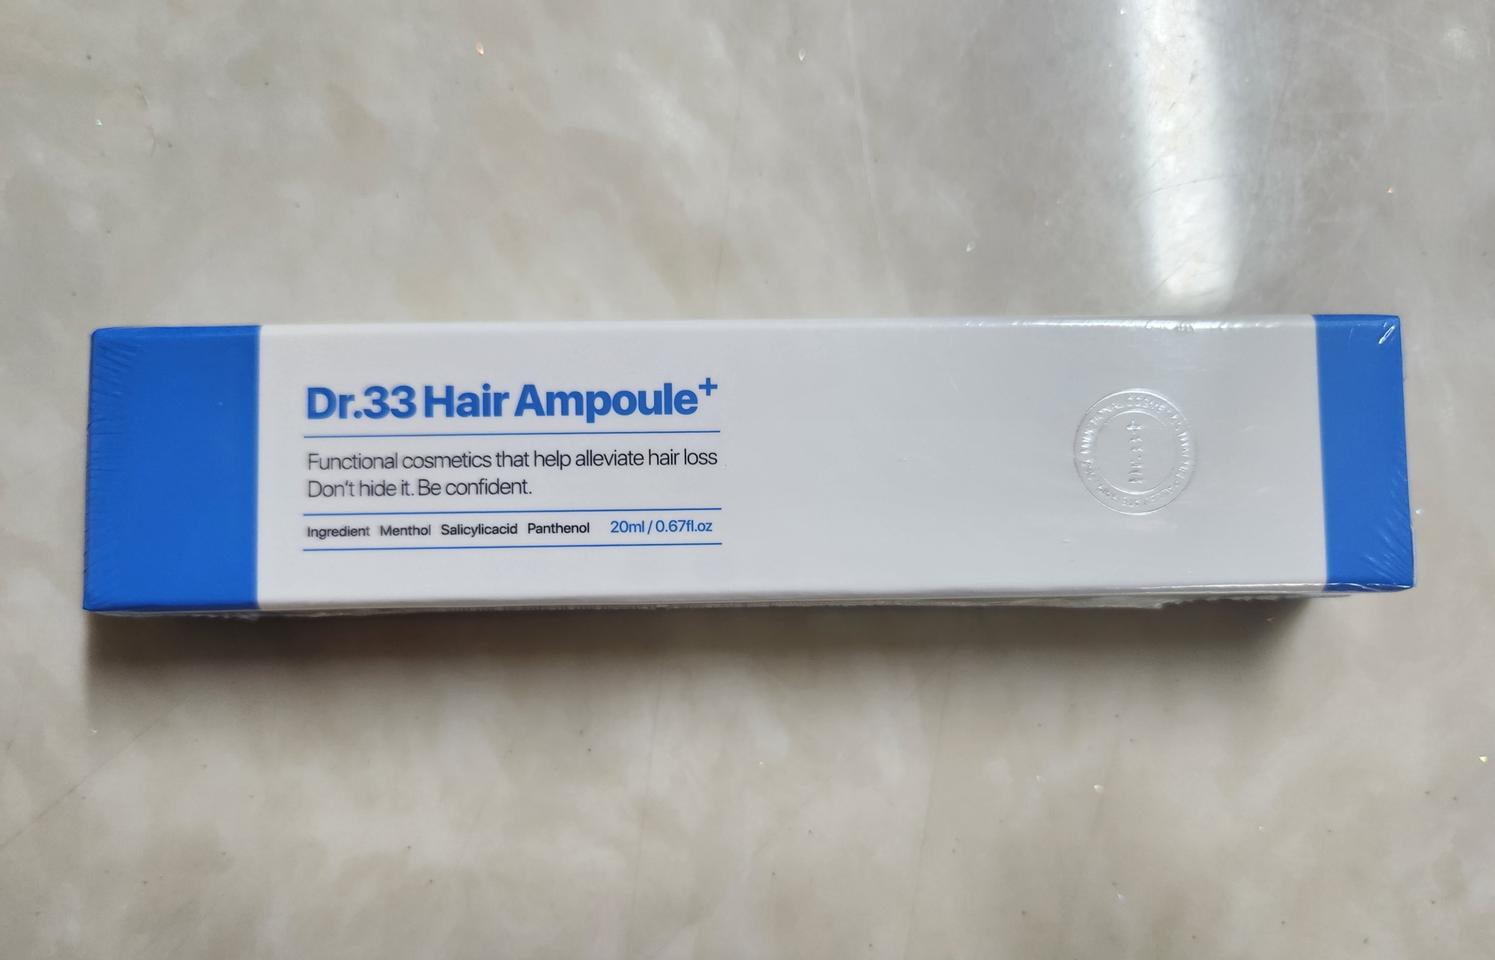 Dr.33 Hair Ampoule⁺
Functional cosmetics that help alleviate hair loss
Don't hide it. Be confident.
Ingredient Menthol Salicylicacid Panthenol 20ml / 0.67fl.oz